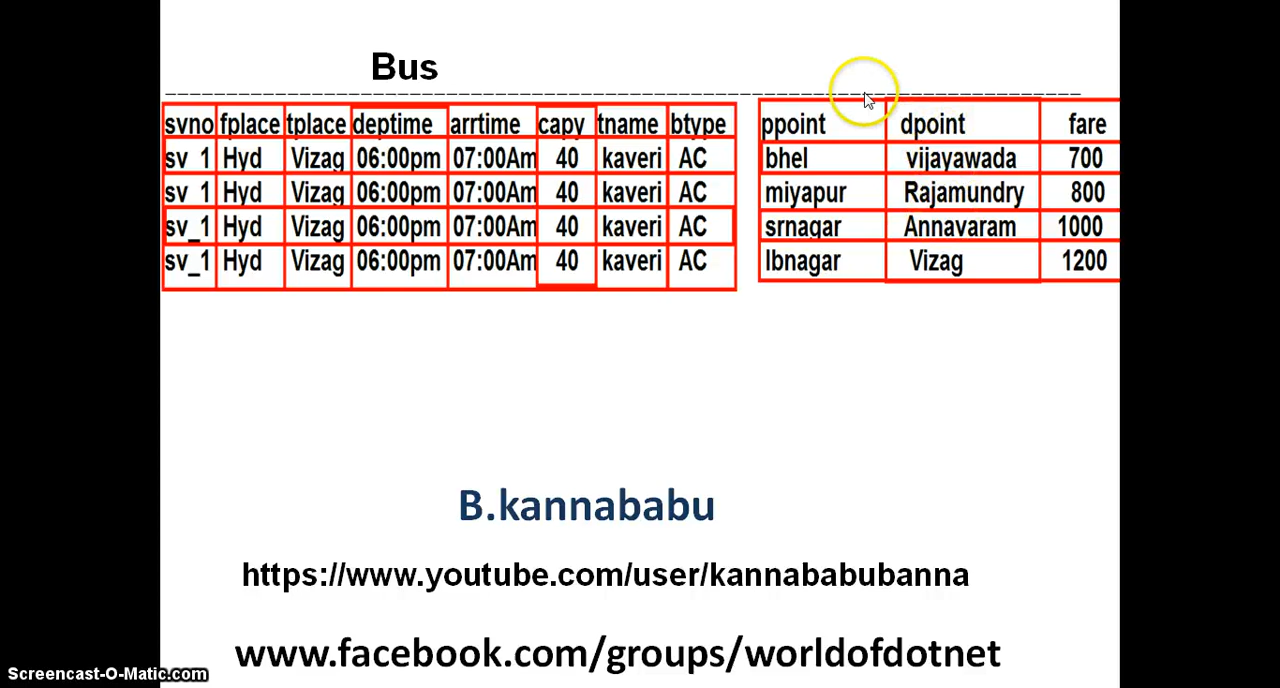 Bus
svno fplace tplace deptime arrtime capy tname btype ppoint dpoint fare
sv_1 Hyd Vizag 06:00pm 07:00Am 40 kaveri AC bhel vijayawada 700
sv_1 Hyd Vizag 06:00pm 07:00Am 40 kaveri AC miyapur Rajamundry 800
sv_1 Hyd Vizag 06:00pm 07:00Am 40 kaveri AC srnagar Annavaram 1000
sv_1 Hyd Vizag 06:00pm 07:00Am 40 kaveri AC lbnagar Vizag 1200
B.kannababu
https://www.youtube.com/user/kannababubanna
www.facebook.com/groups/worldofdotnet
Screencast-O-Matic.com